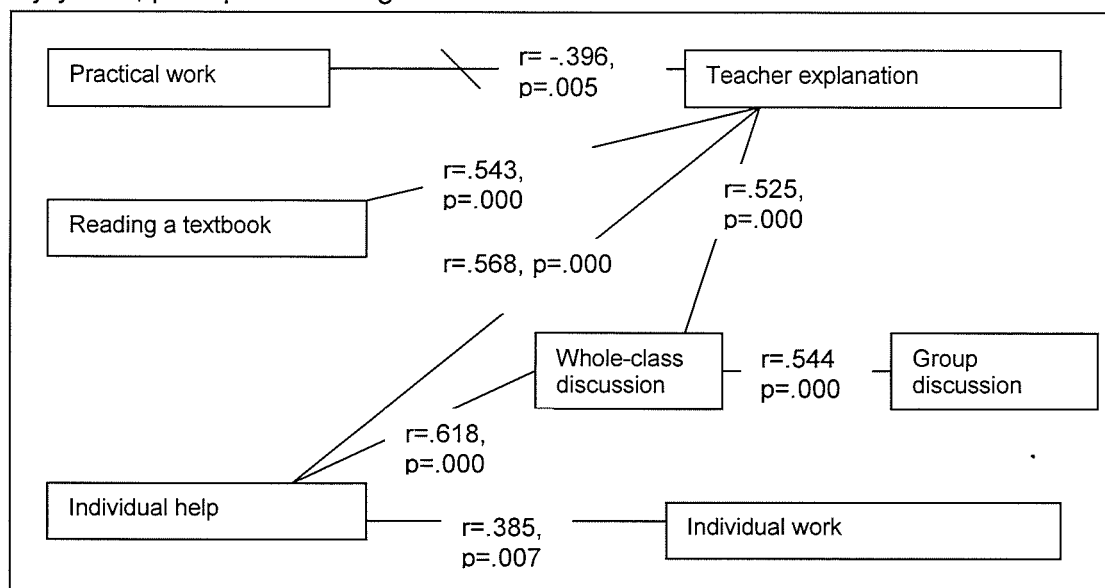 Practical work
r= -.396,
p=.005
Teacher explanation
r=.543,
p=.000
r=.525,
p=.000
Reading a textbook
r=.568, p=.000
Whole-class
discussion
r=.544
p=.000
Group
discussion
r=.618,
p=.000
Individual help
r=.385,
p=.007
Individual work